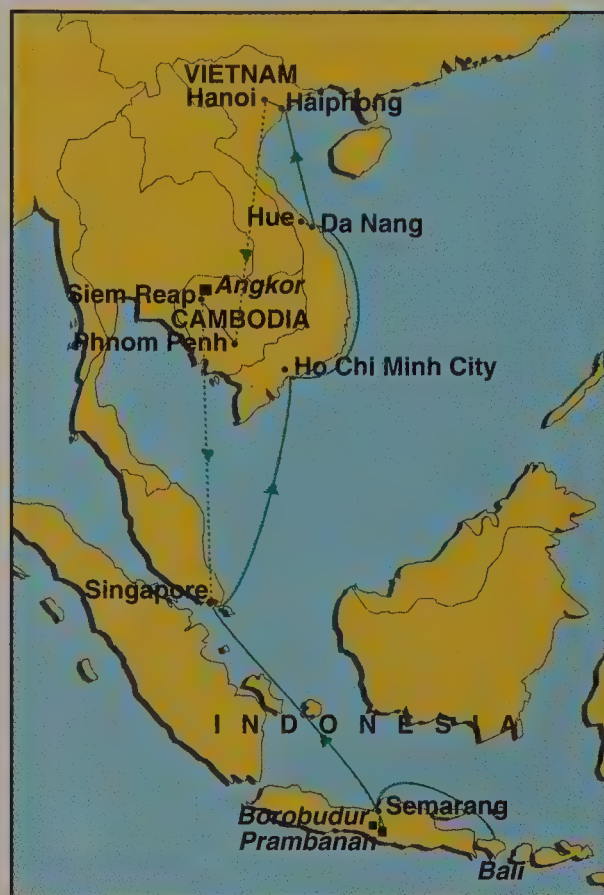 VIETNAM
Hanoi
Haiphong
Hue
Da Nang
Angkor
Siem Reap
CAMBODIA
Phnom Penh
Ho Chi Minh City
Singapore
INDONESIA
Semarang
Borobudur
Prambanan
Bali